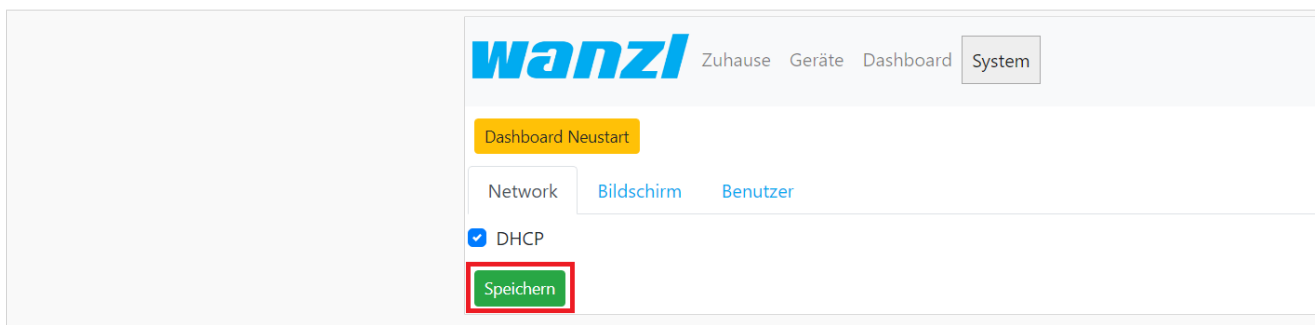 wanzl Zuhause Geräte Dashboard System
Dashboard Neustart
Network Bildschirm Benutzer
DHCP
Speichern